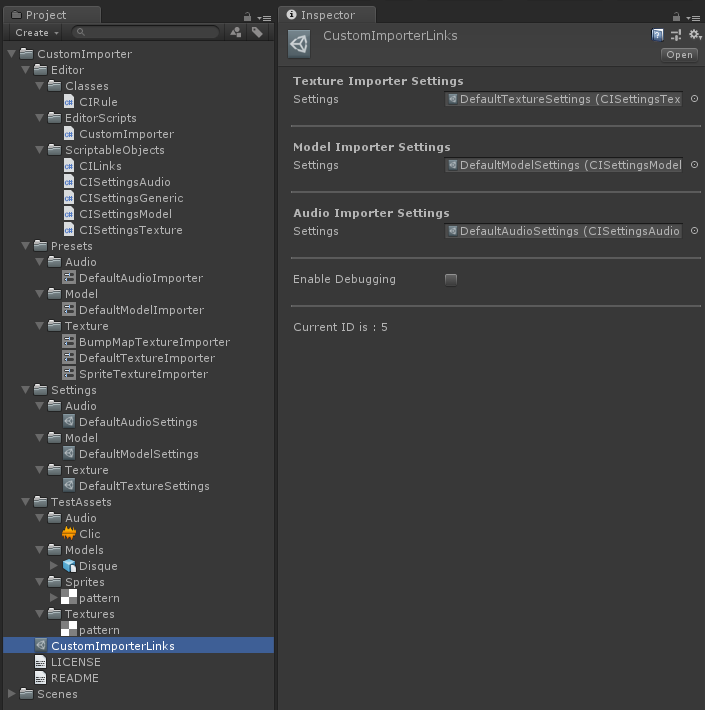 Project
Create
CustomImporter
Editor
Classes
CIRule
EditorScripts
CustomImporter
ScriptableObjects
CILinks
CISettingsAudio
CISettingsGeneric
CISettingsModel
CISettingsTexture
Presets
Audio
DefaultAudioImporter
Model
DefaultModelImporter
Texture
BumpMapTextureImporter
DefaultTextureImporter
SpriteTextureImporter
Settings
Audio
DefaultAudioSettings
Model
DefaultModelSettings
Texture
DefaultTextureSettings
TestAssets
Audio
Clic
Models
Disque
Sprites
pattern
Textures
pattern
CustomImporterLinks
LICENSE
README
Scenes
Inspector
CustomImporterLinks
Open
Texture Importer Settings
Settings DefaultTextureSettings (CISettingsTex
Model Importer Settings
Settings DefaultModelSettings (CISettingsModel
Audio Importer Settings
Settings DefaultAudioSettings (CISettingsAudio
Enable Debugging
Current ID is : 5